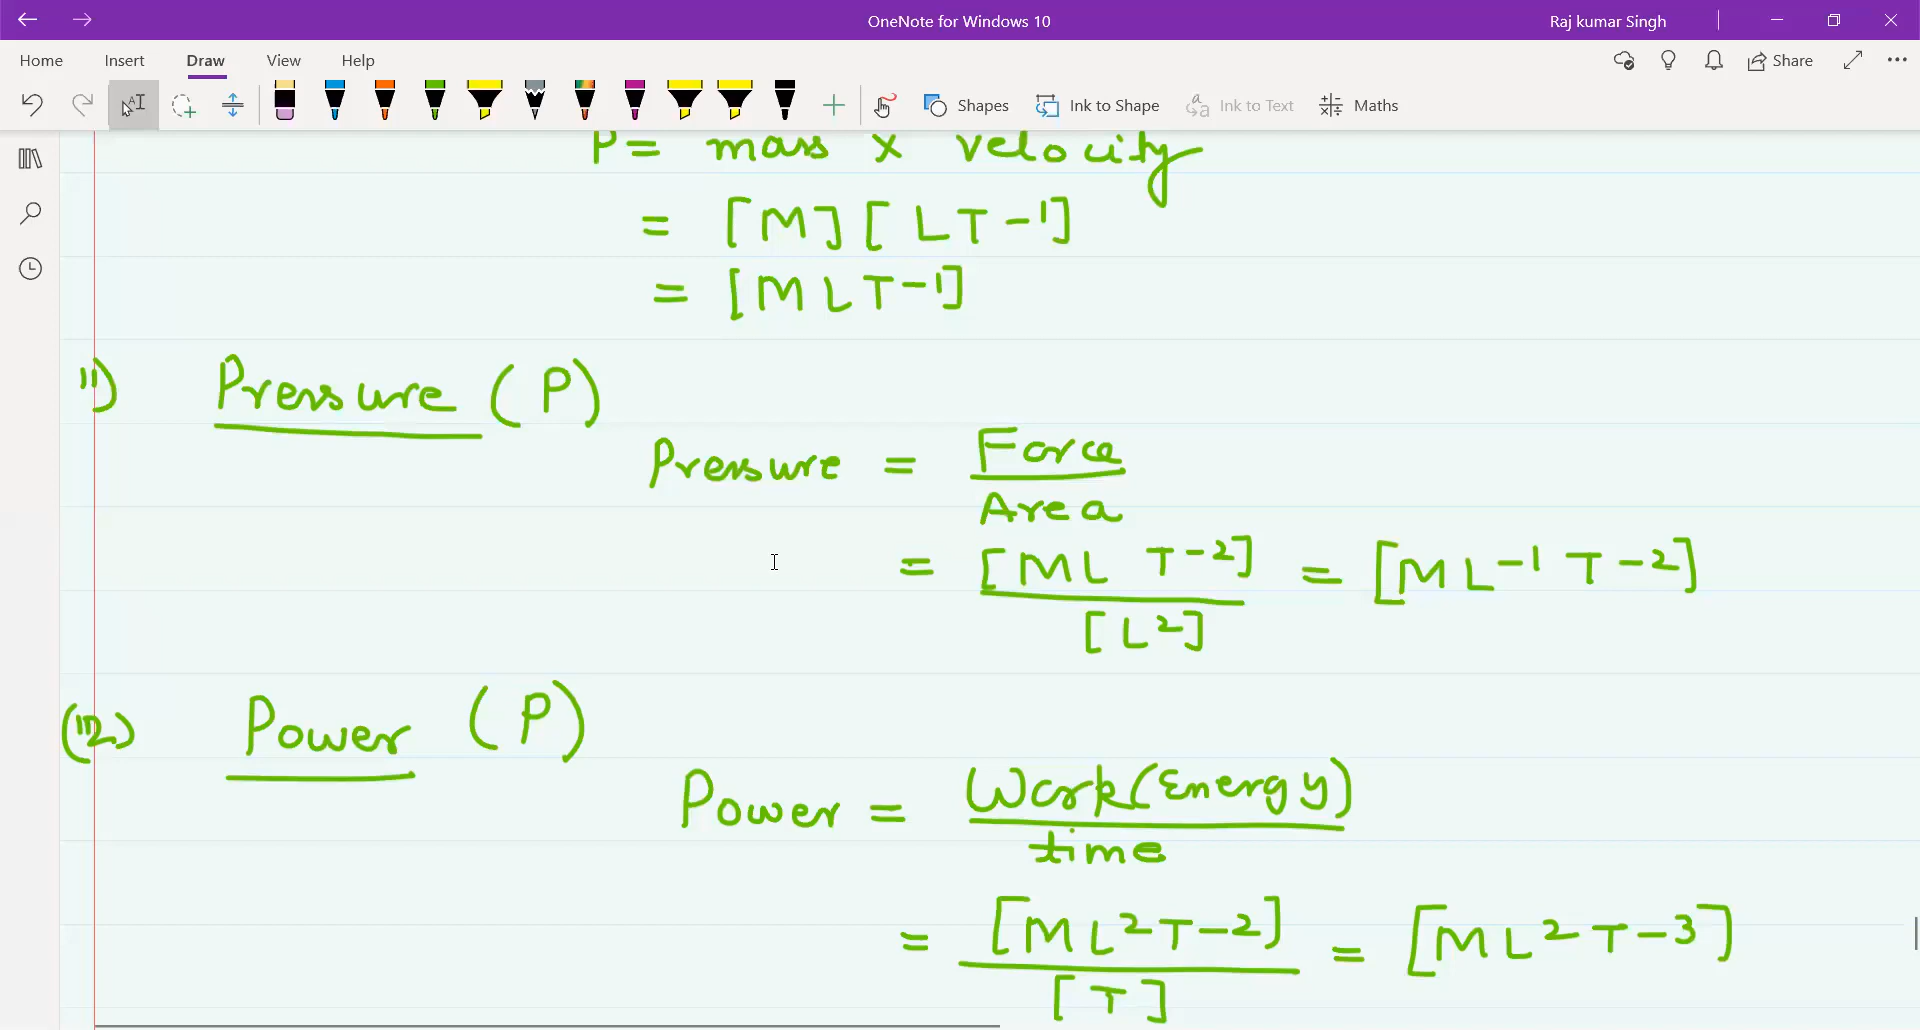 OneNote for Windows 10
Raj kumar Singh
Home Insert Draw View Help
Share
Shapes Ink to Shape Ink to Text Maths
P = mass x velocity
= [M] [LT-1]
= [MLT-1]
11) Pressure (P)
Pressure = Force
Area
= [ML T-2] = [ML-1 T-2]
[L2]
(12) Power (P)
Power = Work(Energy)
time
= [ML2T-2] = [ML2T-3]
[T]